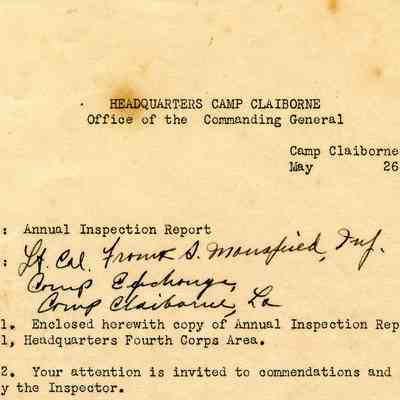 HEADQUARTERS CAMP CLAIBORNE
Office of the Commanding General
Camp Claiborne
May 26
: Annual Inspection Report
: Lt. Col. Frank S. Mansfield, Inf.
Camp Exchange,
Camp Claiborne, La
1. Enclosed herewith copy of Annual Inspection Rep
1, Headquarters Fourth Corps Area.
2. Your attention is invited to commendations and
y the Inspector.